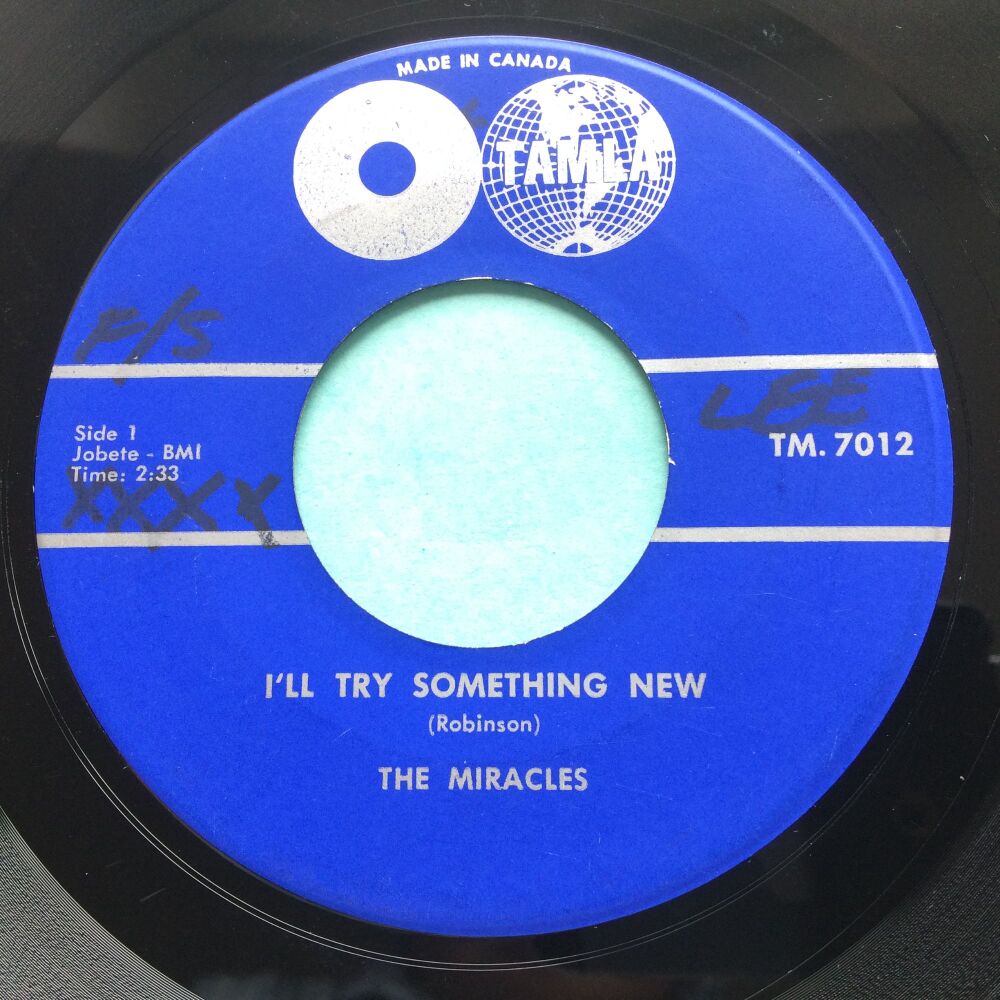 MADE IN CANADA
TAMLA
F/S
LEE
Side 1
Jobete - BMI
Time: 2:33
TM. 7012
XXXX
I'LL TRY SOMETHING NEW
(Robinson)
THE MIRACLES